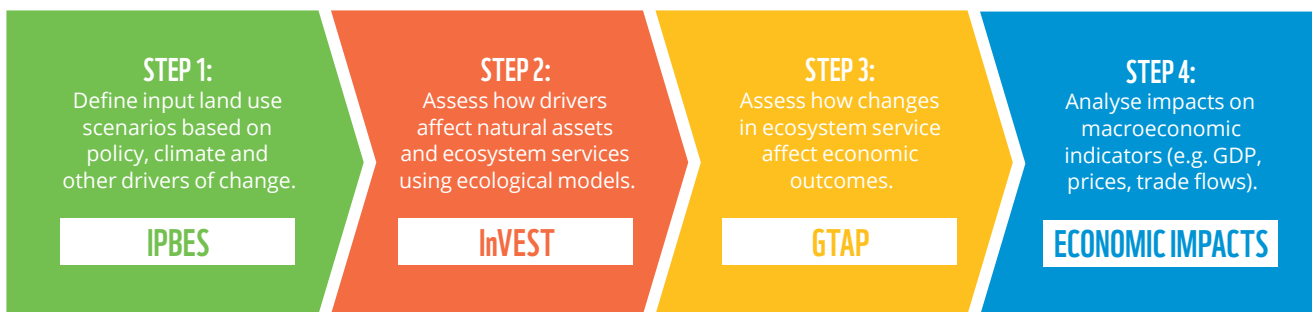 STEP 1:
Define input land use
scenarios based on
policy, climate and
other drivers of change.
IPBES
STEP 2:
Assess how drivers
affect natural assets
and ecosystem services
using ecological models.
InVEST
STEP 3:
Assess how changes
in ecosystem service
affect economic
outcomes.
GTAP
STEP 4:
Analyse impacts on
macroeconomic
indicators (e.g. GDP,
prices, trade flows).
ECONOMIC IMPACTS